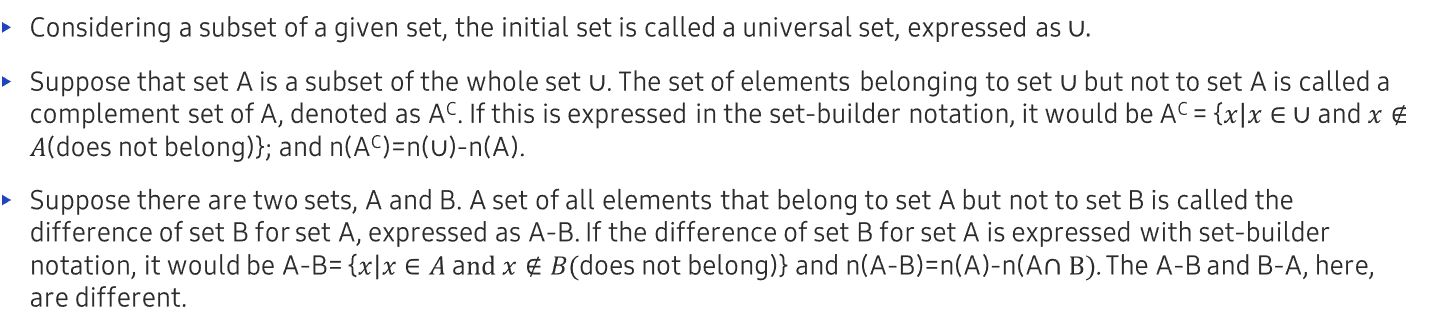 ▸ Considering a subset of a given set, the initial set is called a universal set, expressed as ∪.
▸ Suppose that set A is a subset of the whole set ∪. The set of elements belonging to set ∪ but not to set A is called a
complement set of A, denoted as Aᶜ. If this is expressed in the set-builder notation, it would be Aᶜ = {x|x ∈ ∪ and x ∉
A(does not belong)}; and n(Aᶜ)=n(∪)-n(A).
▸ Suppose there are two sets, A and B. A set of all elements that belong to set A but not to set B is called the
difference of set B for set A, expressed as A-B. If the difference of set B for set A is expressed with set-builder
notation, it would be A-B= {x|x ∈ A and x ∉ B(does not belong)} and n(A-B)=n(A)-n(A∩ B). The A-B and B-A, here,
are different.